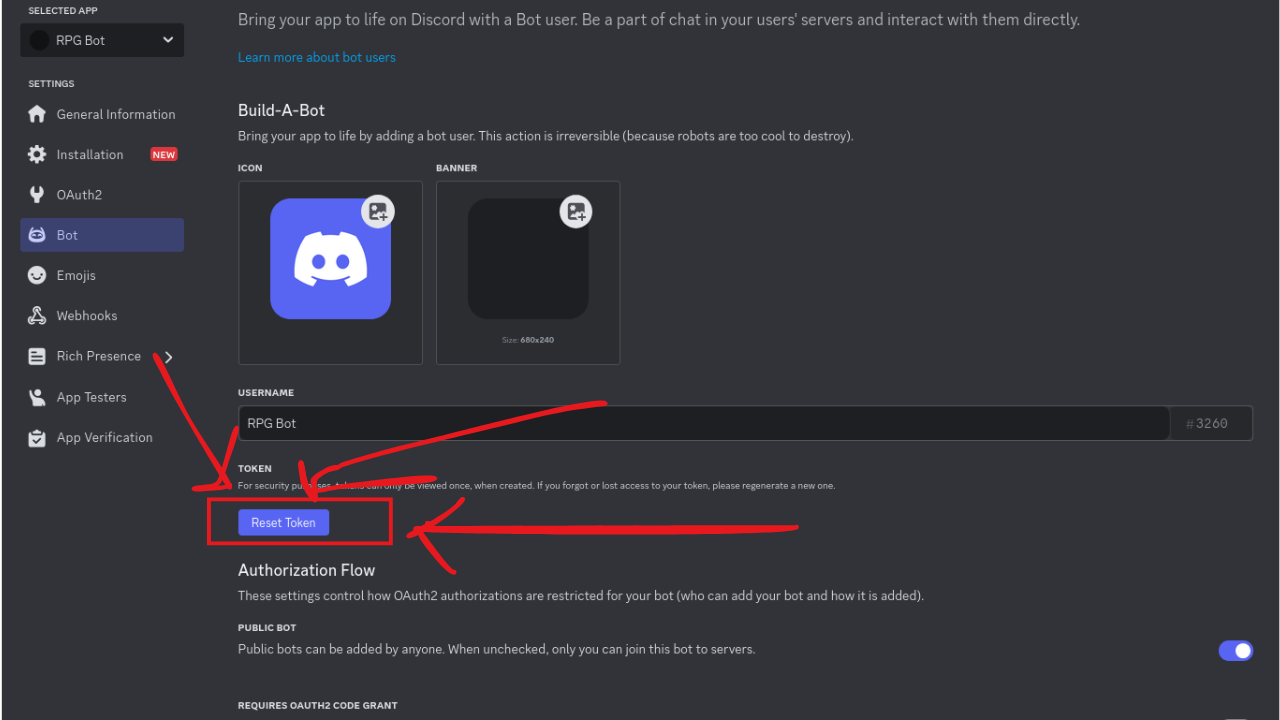 SELECTED APP
RPG Bot
SETTINGS
General Information
Installation NEW
OAuth2
Bot
Emojis
Webhooks
Rich Presence
App Testers
App Verification
Bring your app to life on Discord with a Bot user. Be a part of chat in your users' servers and interact with them directly.
Learn more about bot users
Build-A-Bot
Bring your app to life by adding a bot user. This action is irreversible (because robots are too cool to destroy).
ICON
BANNER
Size: 680x240
USERNAME
RPG Bot
#3260
TOKEN
For security purposes, tokens can only be viewed once, when created. If you forgot or lost access to your token, please regenerate a new one.
Reset Token
Authorization Flow
These settings control how OAuth2 authorizations are restricted for your bot (who can add your bot and how it is added).
PUBLIC BOT
Public bots can be added by anyone. When unchecked, only you can join this bot to servers.
REQUIRES OAUTH2 CODE GRANT